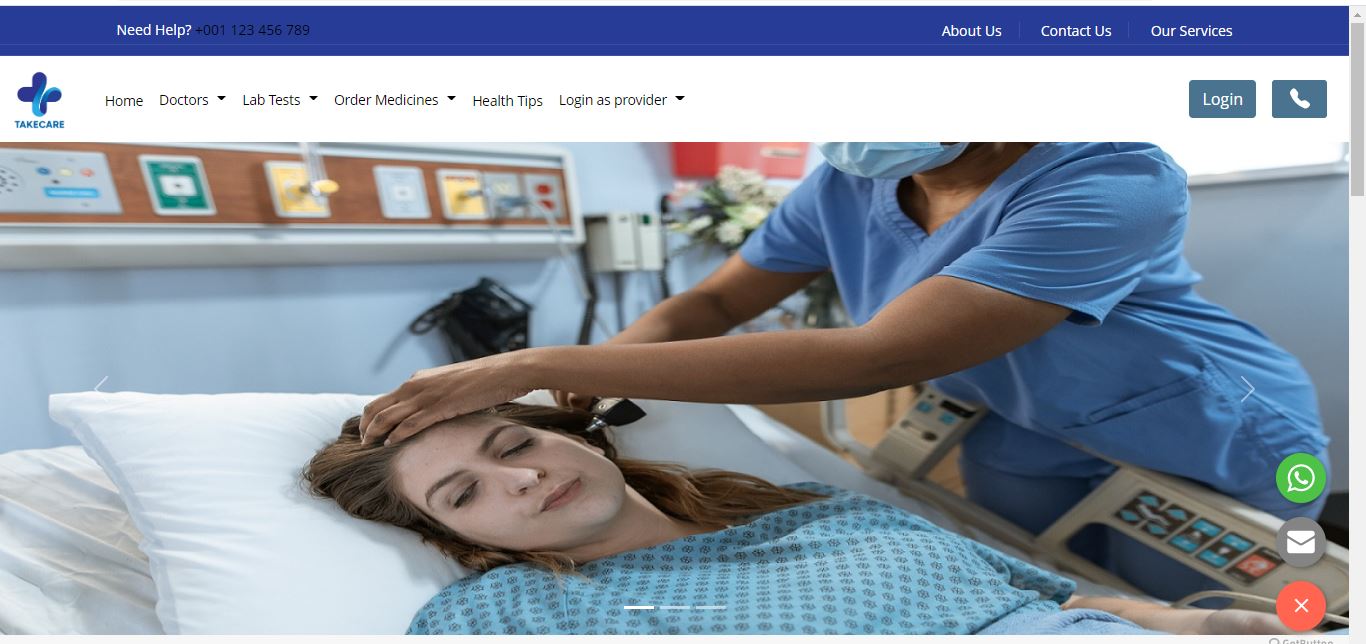 Need Help? +001 123 456 789
About Us
Contact Us
Our Services
TAKECARE
Home
Doctors
Lab Tests
Order Medicines
Health Tips
Login as provider
Login
GetButton